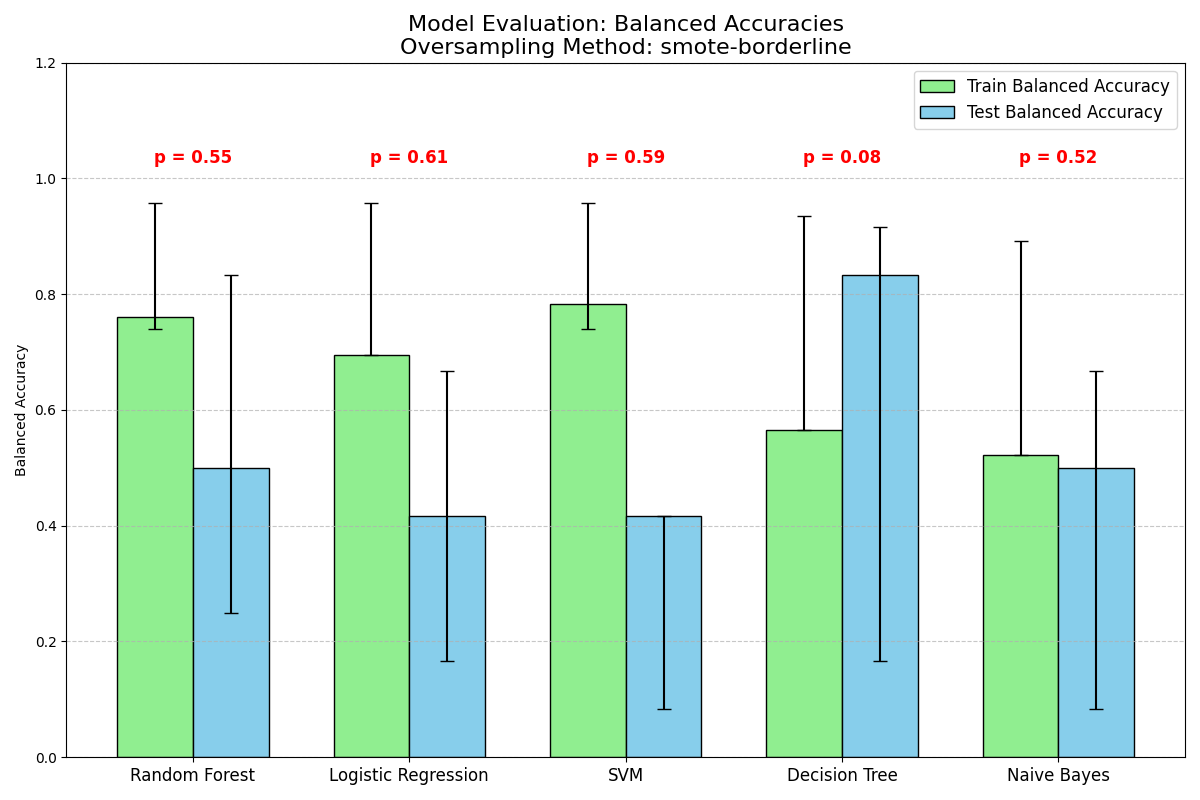 Model Evaluation: Balanced Accuracies
Oversampling Method: smote-borderline
Train Balanced Accuracy
Test Balanced Accuracy
p = 0.55
p = 0.61
p = 0.59
p = 0.08
p = 0.52
Balanced Accuracy
1.2
1.0
0.8
0.6
0.4
0.2
0.0
Random Forest
Logistic Regression
SVM
Decision Tree
Naive Bayes